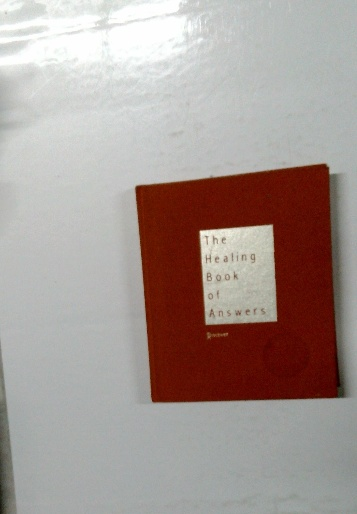 The
Healing
Book
of
Answers